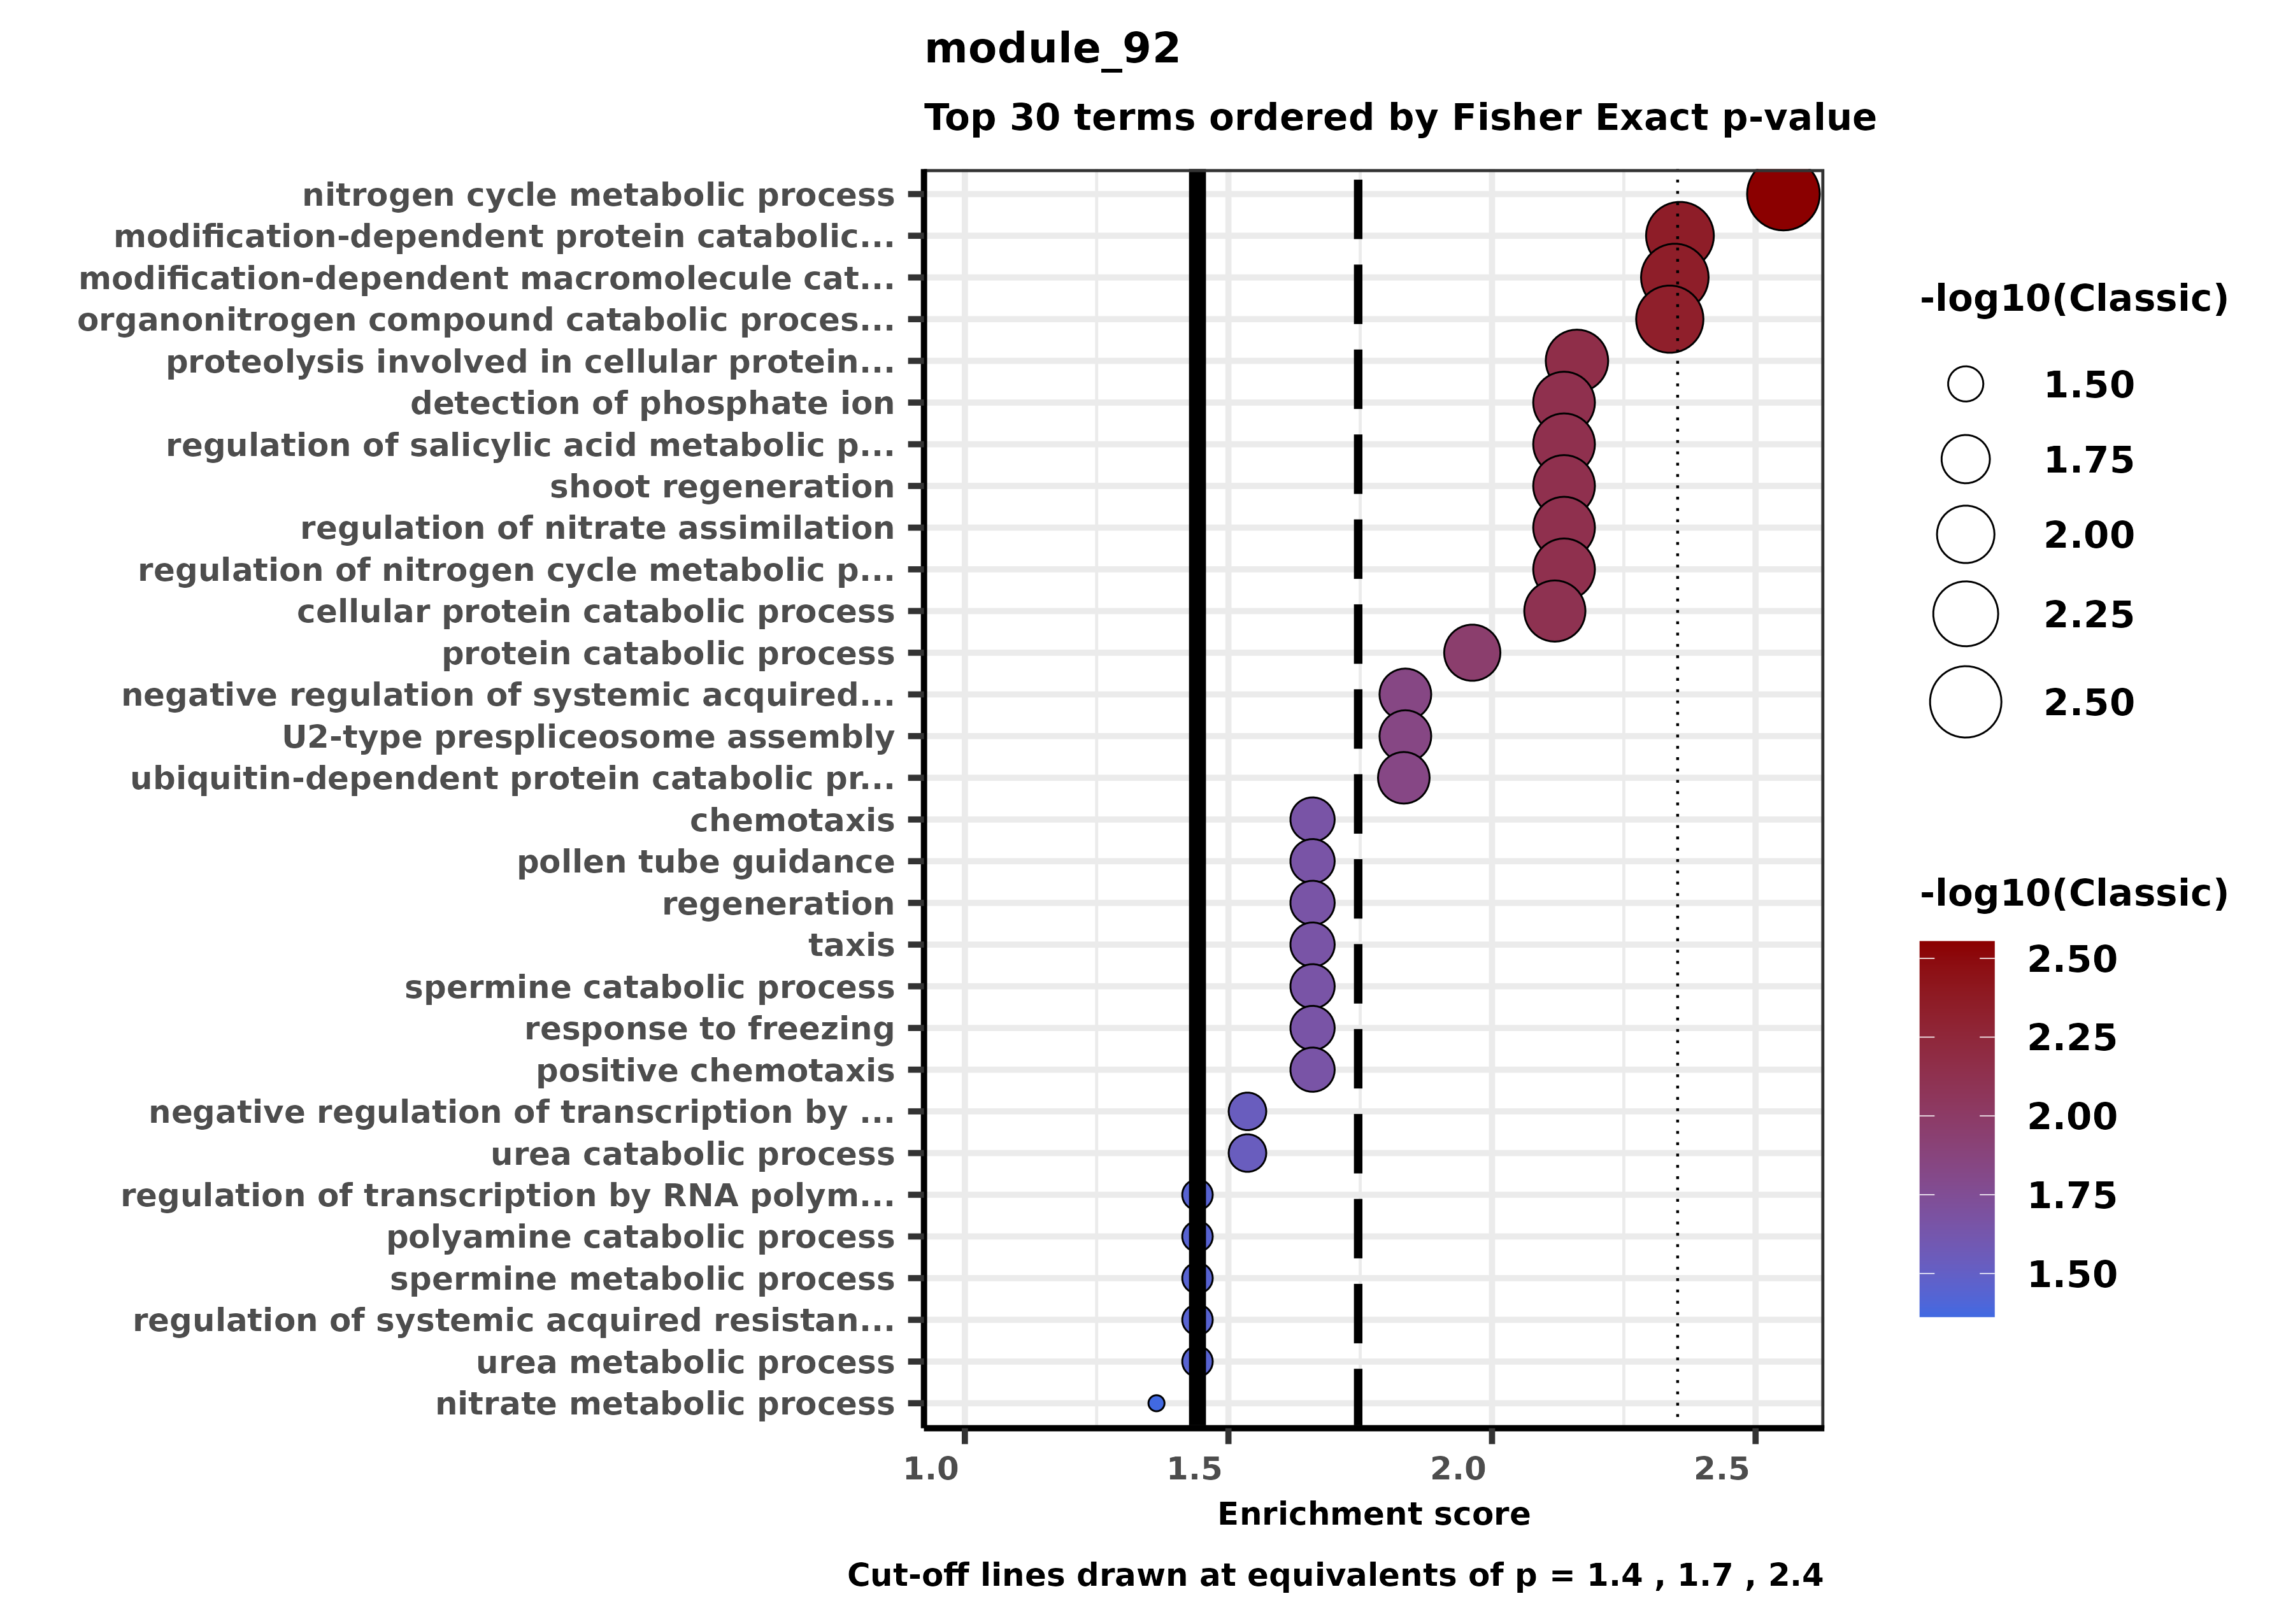 module_92
Top 30 terms ordered by Fisher Exact p-value
nitrogen cycle metabolic process
modification-dependent protein catabolic...
modification-dependent macromolecule cat...
organonitrogen compound catabolic proces...
proteolysis involved in cellular protein...
detection of phosphate ion
regulation of salicylic acid metabolic p...
shoot regeneration
regulation of nitrate assimilation
regulation of nitrogen cycle metabolic p...
cellular protein catabolic process
protein catabolic process
negative regulation of systemic acquired...
U2-type prespliceosome assembly
ubiquitin-dependent protein catabolic pr...
chemotaxis
pollen tube guidance
regeneration
taxis
spermine catabolic process
response to freezing
positive chemotaxis
negative regulation of transcription by ...
urea catabolic process
regulation of transcription by RNA polym...
polyamine catabolic process
spermine metabolic process
regulation of systemic acquired resistan...
urea metabolic process
nitrate metabolic process
1.0 1.5 2.0 2.5
Enrichment score
Cut-off lines drawn at equivalents of p = 1.4 , 1.7 , 2.4
-log10(Classic)
1.50
1.75
2.00
2.25
2.50
-log10(Classic)
2.50
2.25
2.00
1.75
1.50